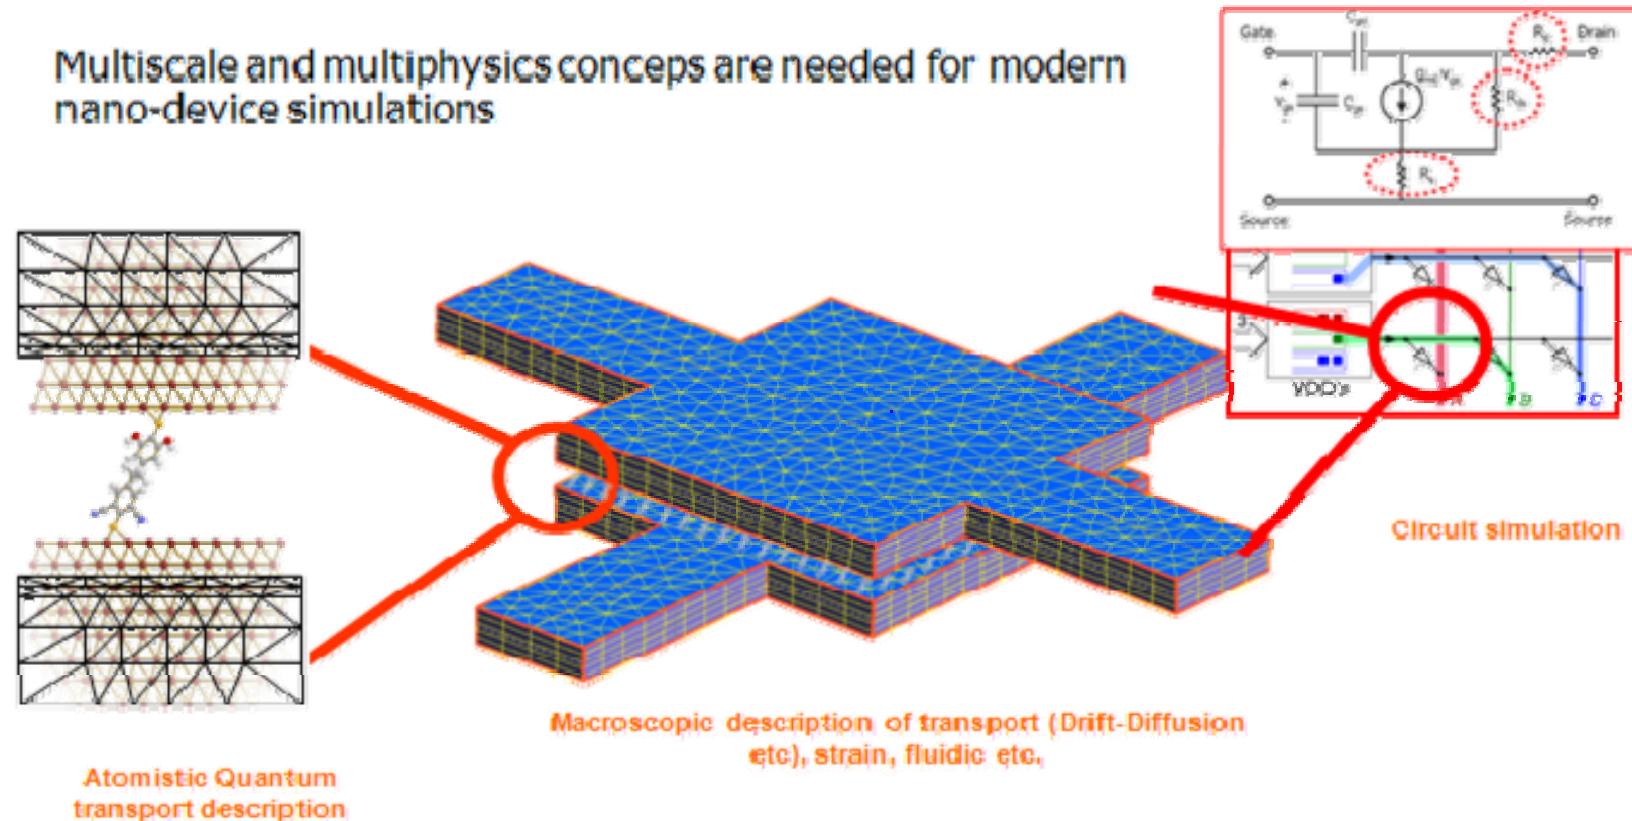 Multiscale and multiphysics conceps are needed for modern
nano-device simulations
Gate
Drain
Source
Source
VDD's
Circuit simulation
Macroscopic description of transport (Drift-Diffusion
etc), strain, fluidic etc.
Atomistic Quantum
transport description